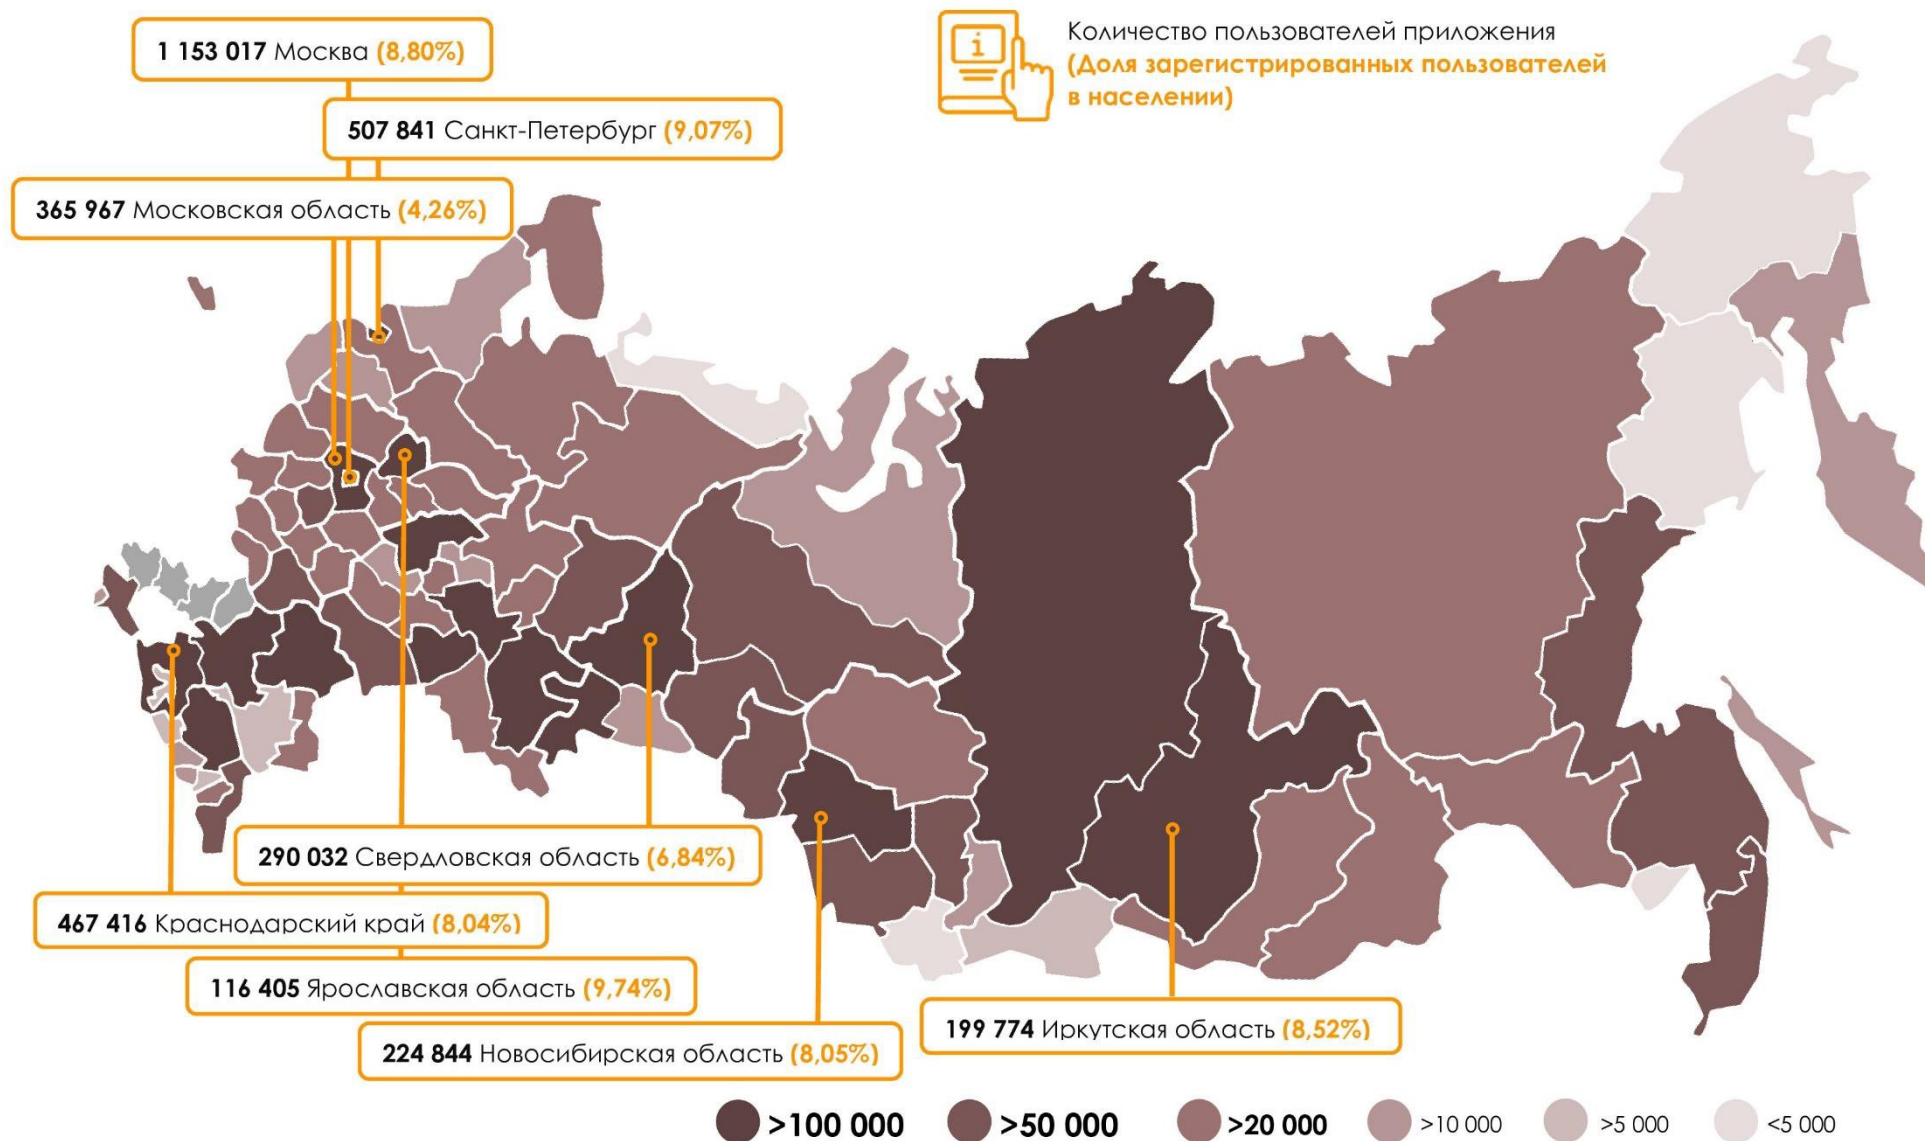 1 153 017 Москва (8,80%)
Количество пользователей приложения
(Доля зарегистрированных пользователей
в населении)
507 841 Санкт-Петербург (9,07%)
365 967 Московская область (4,26%)
290 032 Свердловская область (6,84%)
467 416 Краснодарский край (8,04%)
116 405 Ярославская область (9,74%)
199 774 Иркутская область (8,52%)
224 844 Новосибирская область (8,05%)
>100 000 >50 000 >20 000 >10 000 >5 000 <5 000